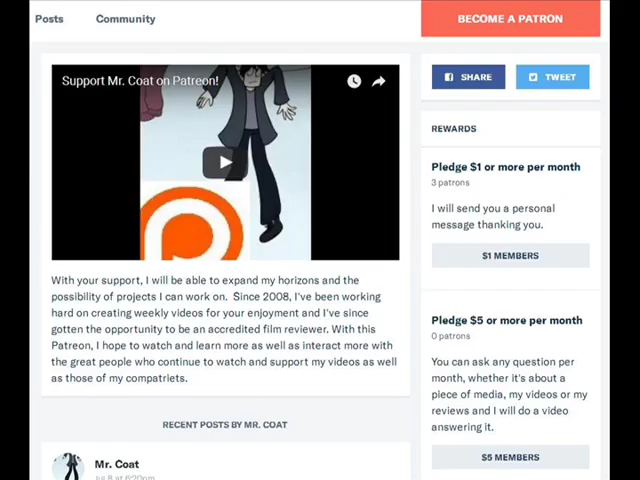 Posts
Community
BECOME A PATRON
Support Mr. Coat on Patreon!
SHARE
TWEET
REWARDS
Pledge $1 or more per month
3 patrons
I will send you a personal
message thanking you.
$1 MEMBERS
With your support, I will be able to expand my horizons and the
possibility of projects I can work on.  Since 2008, I've been working
hard on creating weekly videos for your enjoyment and I've since
gotten the opportunity to be an accredited film reviewer. With this
Patreon, I hope to watch and learn more as well as interact more with
the great people who continue to watch and support my videos as well
as those of my compatriets.
Pledge $5 or more per month
0 patrons
You can ask any question per
month, whether it's about a
piece of media, my videos or my
reviews and I will do a video
answering it.
$5 MEMBERS
RECENT POSTS BY MR. COAT
Mr. Coat
Jul 8 at 6:20pm